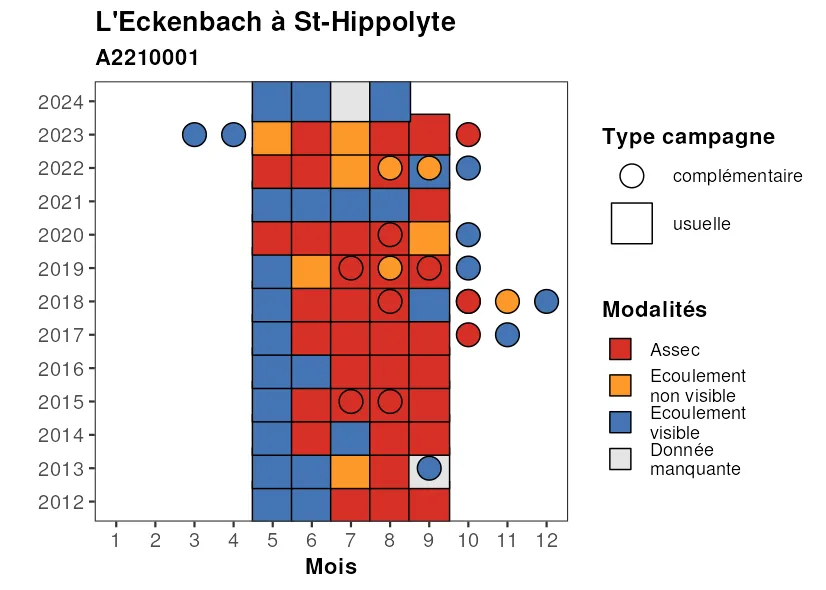 L'Eckenbach à St-Hippolyte
A2210001
2024
2023
2022
2021
2020
2019
2018
2017
2016
2015
2014
2013
2012
1 2 3 4 5 6 7 8 9 10 11 12
Mois
Type campagne
complémentaire
usuelle
Modalités
Assec
Ecoulement
non visible
Ecoulement
visible
Donnée
manquante